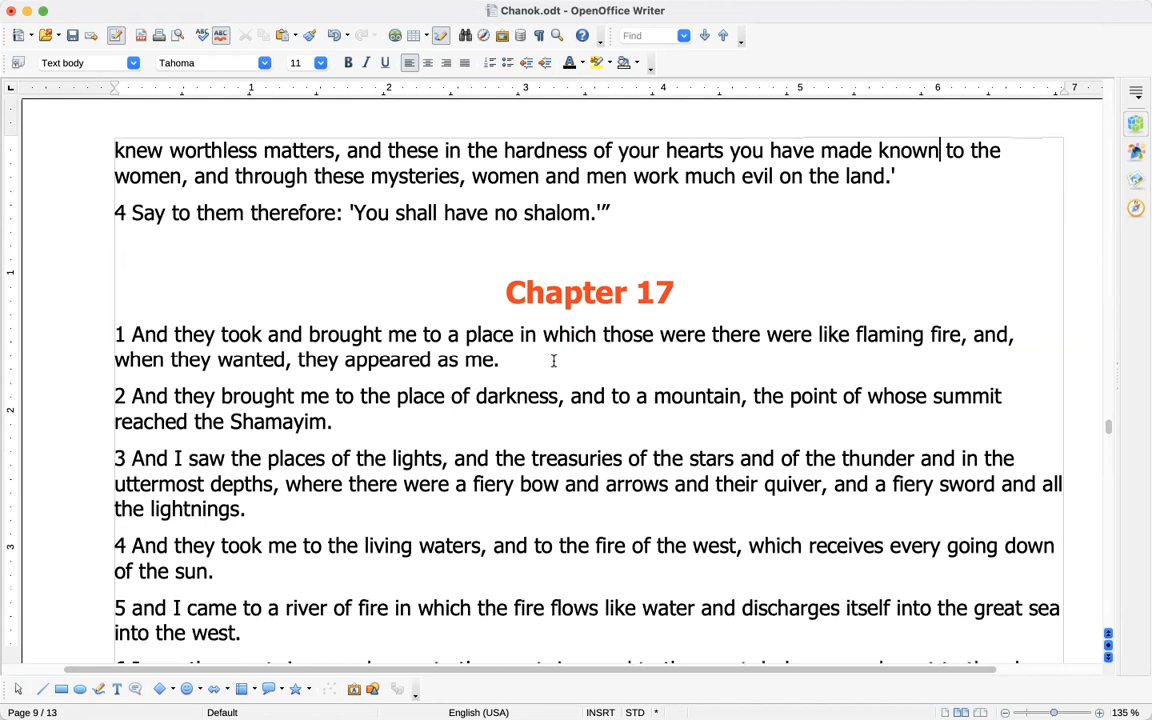 Chanok.odt - OpenOffice Writer
Find
Text body Tahoma 11
1 2 3 4 5 6 7
knew worthless matters, and these in the hardness of your hearts you have made known to the
women, and through these mysteries, women and men work much evil on the land.'
4 Say to them therefore: 'You shall have no shalom.'”
Chapter 17
1 And they took and brought me to a place in which those were there were like flaming fire, and,
when they wanted, they appeared as me.
2 And they brought me to the place of darkness, and to a mountain, the point of whose summit
reached the Shamayim.
3 And I saw the places of the lights, and the treasuries of the stars and of the thunder and in the
uttermost depths, where there were a fiery bow and arrows and their quiver, and a fiery sword and all
the lightnings.
4 And they took me to the living waters, and to the fire of the west, which receives every going down
of the sun.
5 and I came to a river of fire in which the fire flows like water and discharges itself into the great sea
into the west.
Page 9 / 13 Default English (USA) INSRT STD * 135 %